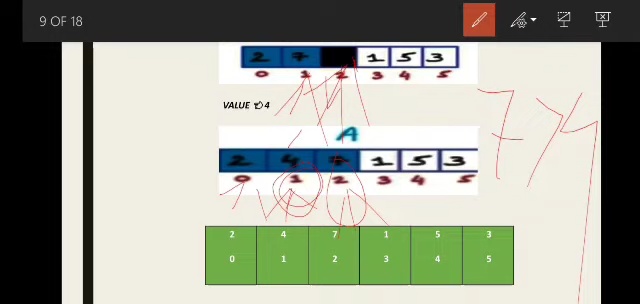 9 OF 18
2 7 1 5 3
0 1 2 3 4 5
VALUE 4
7 > 4
A
2 4 7 1 5 3
0 1 2 3 4 5
2 4 7 1 5 3
0 1 2 3 4 5